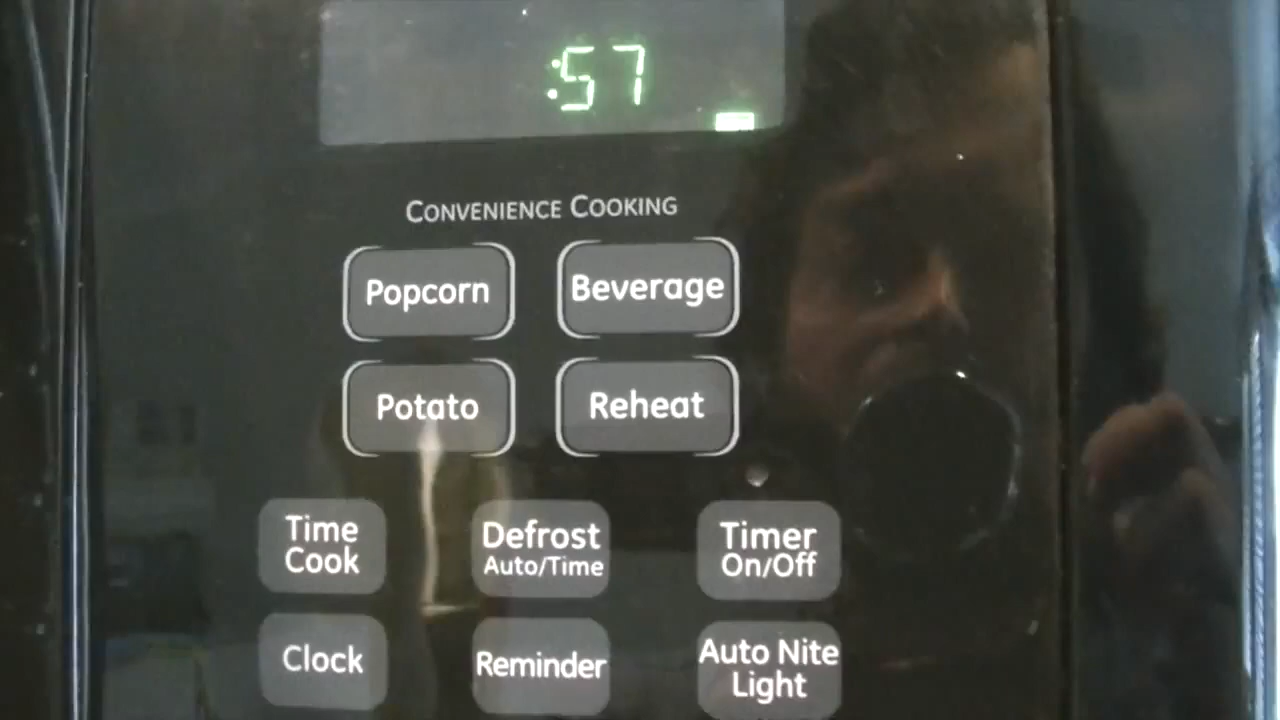 :57
CONVENIENCE COOKING
Popcorn
Beverage
Potato
Reheat
Time
Cook
Defrost
Auto/Time
Timer
On/Off
Clock
Reminder
Auto Nite
Light